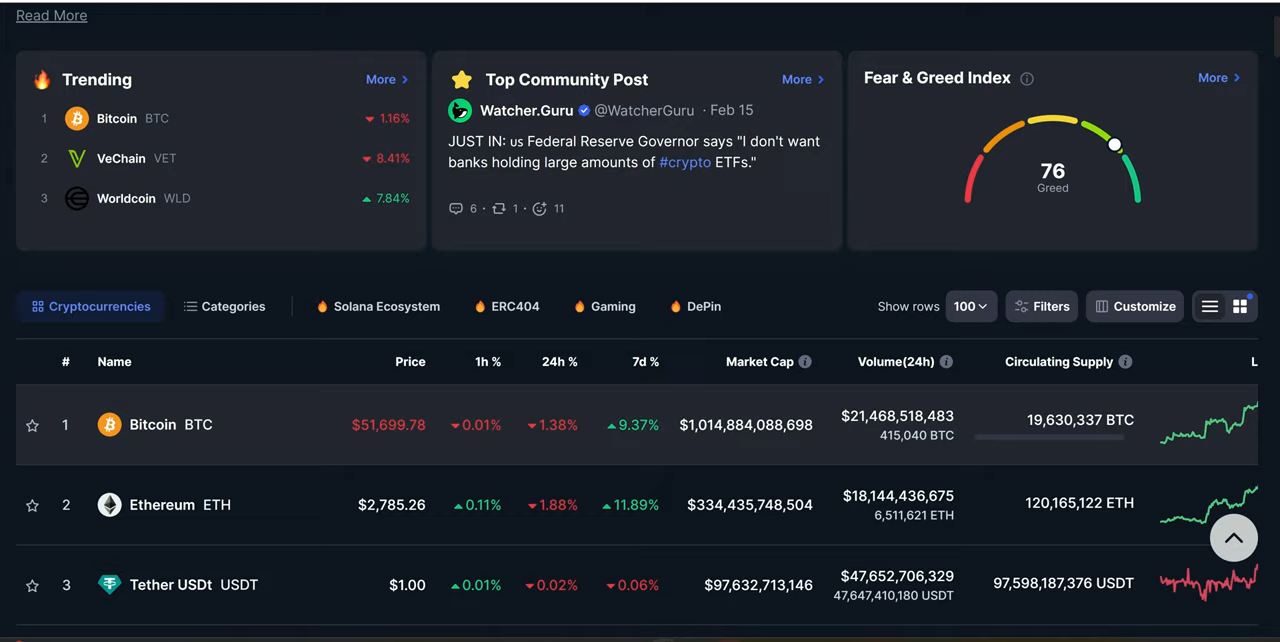 Read More
Trending
More >
1 Bitcoin BTC 1.16%
2 VeChain VET 8.41%
3 Worldcoin WLD 7.84%
Top Community Post
More >
Watcher.Guru @WatcherGuru · Feb 15
JUST IN: us Federal Reserve Governor says "I don't want
banks holding large amounts of #crypto ETFs."
6 · 1 · 11
Fear & Greed Index
More >
76
Greed
Cryptocurrencies Categories Solana Ecosystem ERC404 Gaming DePin Show rows 100 Filters Customize
# Name Price 1h % 24h % 7d % Market Cap Volume(24h) Circulating Supply L
1 Bitcoin BTC $51,699.78 0.01% 1.38% 9.37% $1,014,884,088,698 $21,468,518,483 19,630,337 BTC
415,040 BTC
2 Ethereum ETH $2,785.26 0.11% 1.88% 11.89% $334,435,748,504 $18,144,436,675 120,165,122 ETH
6,511,621 ETH
3 Tether USDt USDT $1.00 0.01% 0.02% 0.06% $97,632,713,146 $47,652,706,329 97,598,187,376 USDT
47,647,410,180 USDT